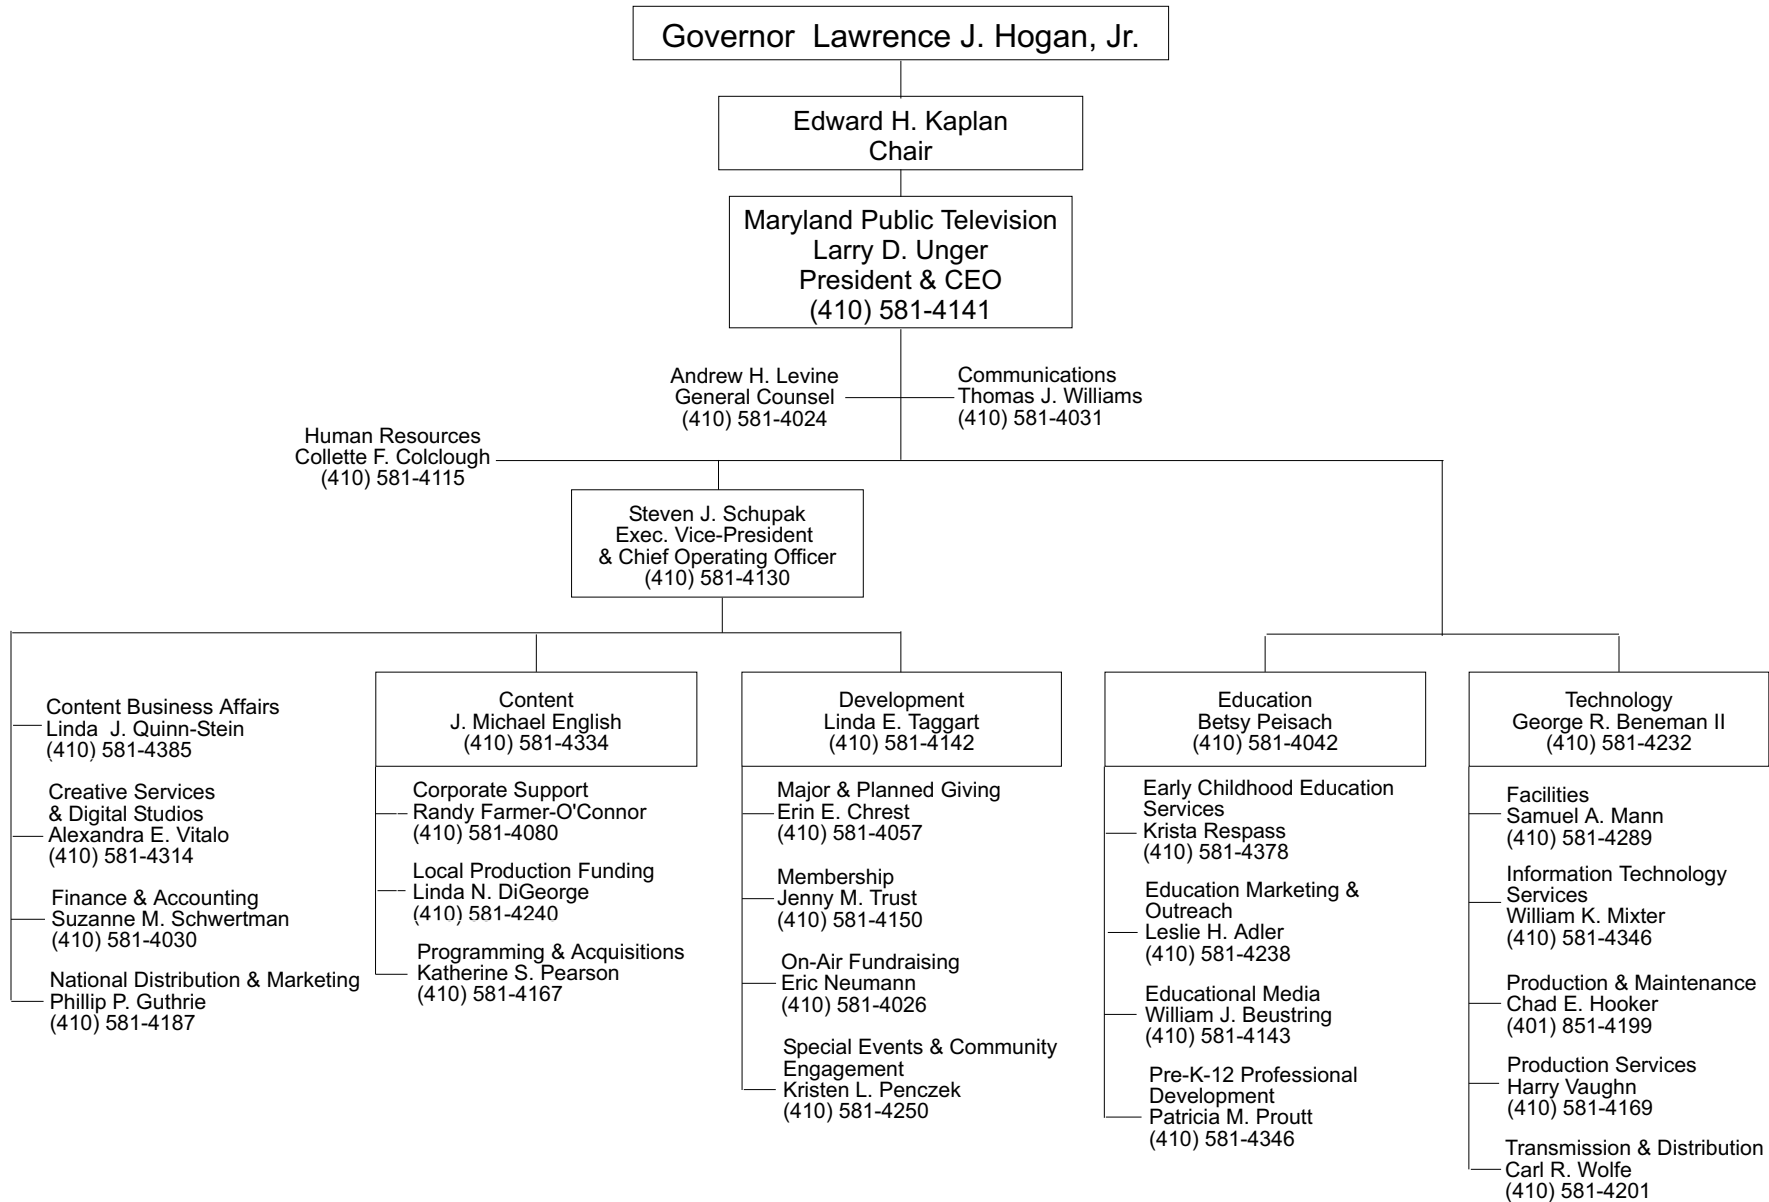 Governor  Lawrence J. Hogan, Jr.
Edward H. Kaplan
Chair
Maryland Public Television
Larry D. Unger
President & CEO
(410) 581-4141
Andrew H. Levine
General Counsel
(410) 581-4024
Communications
Thomas J. Williams
(410) 581-4031
Human Resources
Collette F. Colclough
(410) 581-4115
Steven J. Schupak
Exec. Vice-President
& Chief Operating Officer
(410) 581-4130
Content Business Affairs
Linda  J. Quinn-Stein
(410) 581-4385
Creative Services
& Digital Studios
Alexandra E. Vitalo
(410) 581-4314
Finance & Accounting
Suzanne M. Schwertman
(410) 581-4030
National Distribution & Marketing
Phillip P. Guthrie
(410) 581-4187
Content
J. Michael English
(410) 581-4334
Corporate Support
Randy Farmer-O'Connor
(410) 581-4080
Local Production Funding
Linda N. DiGeorge
(410) 581-4240
Programming & Acquisitions
Katherine S. Pearson
(410) 581-4167
Development
Linda E. Taggart
(410) 581-4142
Major & Planned Giving
Erin E. Chrest
(410) 581-4057
Membership
Jenny M. Trust
(410) 581-4150
On-Air Fundraising
Eric Neumann
(410) 581-4026
Special Events & Community
Engagement
Kristen L. Penczek
(410) 581-4250
Education
Betsy Peisach
(410) 581-4042
Early Childhood Education
Services
Krista Respass
(410) 581-4378
Education Marketing &
Outreach
Leslie H. Adler
(410) 581-4238
Educational Media
William J. Beustring
(410) 581-4143
Pre-K-12 Professional
Development
Patricia M. Proutt
(410) 581-4346
Technology
George R. Beneman II
(410) 581-4232
Facilities
Samuel A. Mann
(410) 581-4289
Information Technology
Services
William K. Mixter
(410) 581-4346
Production & Maintenance
Chad E. Hooker
(401) 851-4199
Production Services
Harry Vaughn
(410) 581-4169
Transmission & Distribution
Carl R. Wolfe
(410) 581-4201